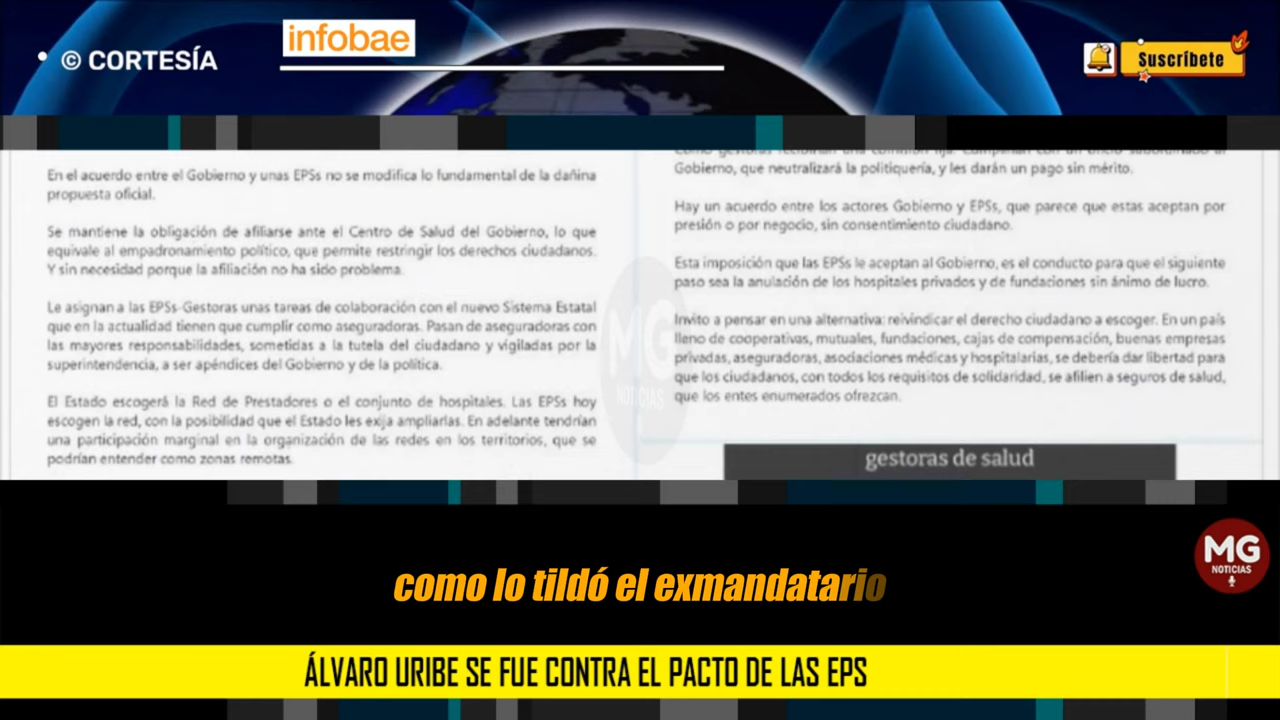 infobae
© CORTESÍA
Suscríbete
En el acuerdo entre el Gobierno y unas EPSs no se modifica lo fundamental de la dañina
propuesta oficial.
Se mantiene la obligación de afiliarse ante el Centro de Salud del Gobierno, lo que
equivale al empadronamiento político, que permite restringir los derechos ciudadanos.
Y sin necesidad porque la afiliación no ha sido problema.
Le asignan a las EPSs-Gestoras unas tareas de colaboración con el nuevo Sistema Estatal
que en la actualidad tienen que cumplir como aseguradoras. Pasan de aseguradoras con
las mayores responsabilidades, sometidas a la tutela del ciudadano y vigiladas por la
superintendencia, a ser apéndices del Gobierno y de la política.
El Estado escogerá la Red de Prestadores o el conjunto de hospitales. Las EPSs hoy
escogen la red, con la posibilidad que el Estado les exija ampliarlas. En adelante tendrían
una participación marginal en la organización de las redes en los territorios, que se
podrían entender como zonas remotas.
Gobierno, que neutralizará la politiquería, y les darán un pago sin mérito.
Hay un acuerdo entre los actores Gobierno y EPSs, que parece que estas aceptan por
presión o por negocio, sin consentimiento ciudadano.
Esta imposición que las EPSs le aceptan al Gobierno, es el conducto para que el siguiente
paso sea la anulación de los hospitales privados y de fundaciones sin ánimo de lucro.
Invito a pensar en una alternativa: reivindicar el derecho ciudadano a escoger. En un país
lleno de cooperativas, mutuales, fundaciones, cajas de compensación, buenas empresas
privadas, aseguradoras, asociaciones médicas y hospitalarias, se debería dar libertad para
que los ciudadanos, con todos los requisitos de solidaridad, se afilien a seguros de salud,
que los entes enumerados ofrezcan.
MG
NOTICIAS
gestoras de salud
MG
NOTICIAS
como lo tildó el exmandatario
ÁLVARO URIBE SE FUE CONTRA EL PACTO DE LAS EPS